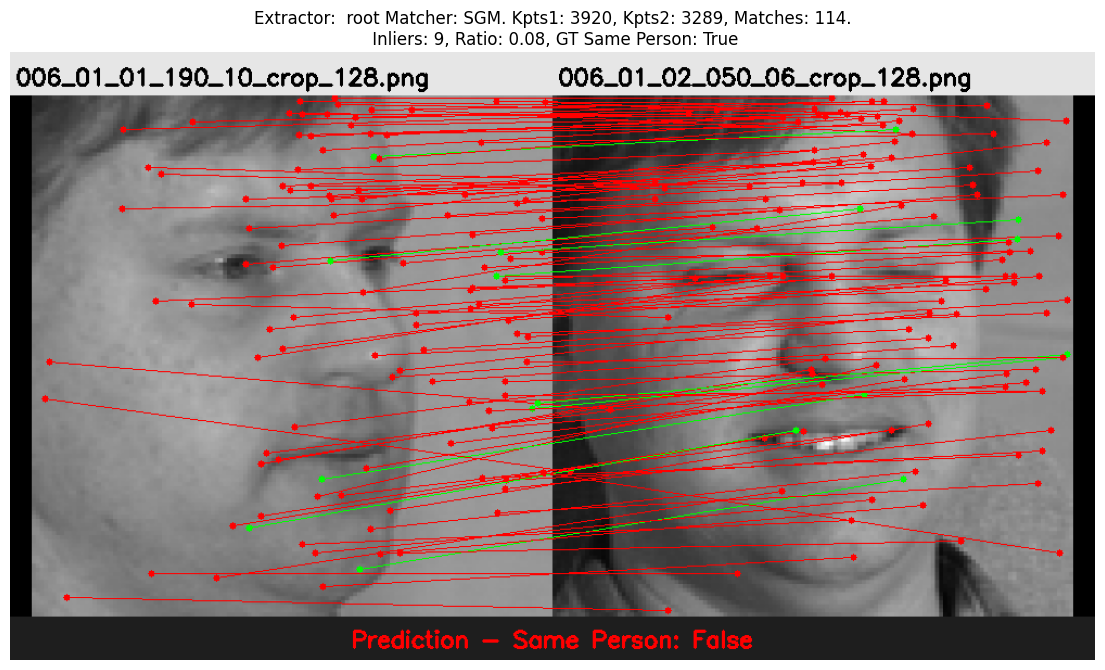 Extractor:  root Matcher: SGM. Kpts1: 3920, Kpts2: 3289, Matches: 114.
Inliers: 9, Ratio: 0.08, GT Same Person: True
006_01_01_190_10_crop_128.png
006_01_02_050_06_crop_128.png
Prediction - Same Person: False